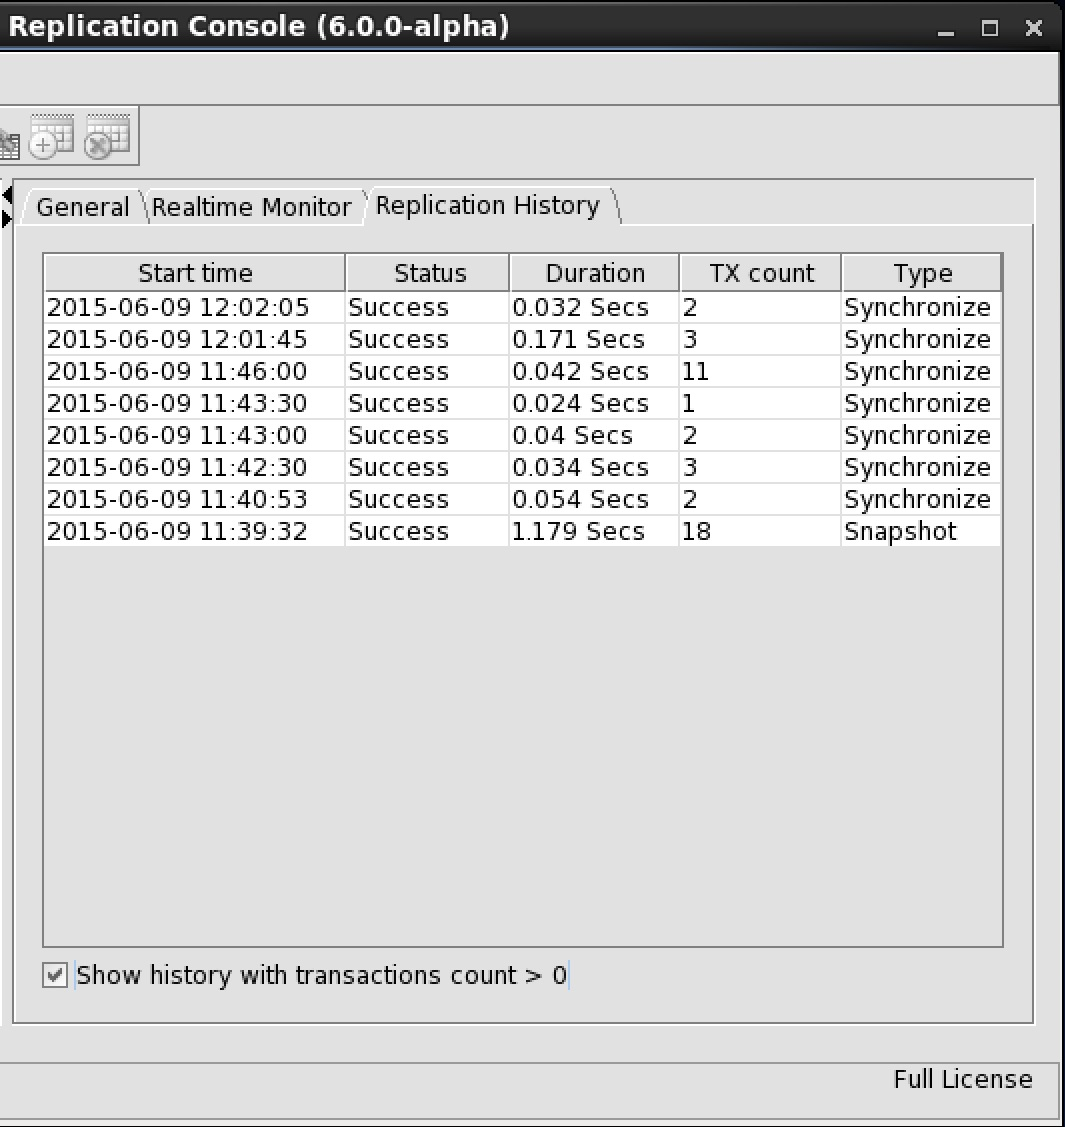 Replication Console (6.0.0-alpha)
General Realtime Monitor Replication History
Start time Status Duration TX count Type
2015-06-09 12:02:05 Success 0.032 Secs 2 Synchronize
2015-06-09 12:01:45 Success 0.171 Secs 3 Synchronize
2015-06-09 11:46:00 Success 0.042 Secs 11 Synchronize
2015-06-09 11:43:30 Success 0.024 Secs 1 Synchronize
2015-06-09 11:43:00 Success 0.04 Secs 2 Synchronize
2015-06-09 11:42:30 Success 0.034 Secs 3 Synchronize
2015-06-09 11:40:53 Success 0.054 Secs 2 Synchronize
2015-06-09 11:39:32 Success 1.179 Secs 18 Snapshot
Show history with transactions count > 0
Full License